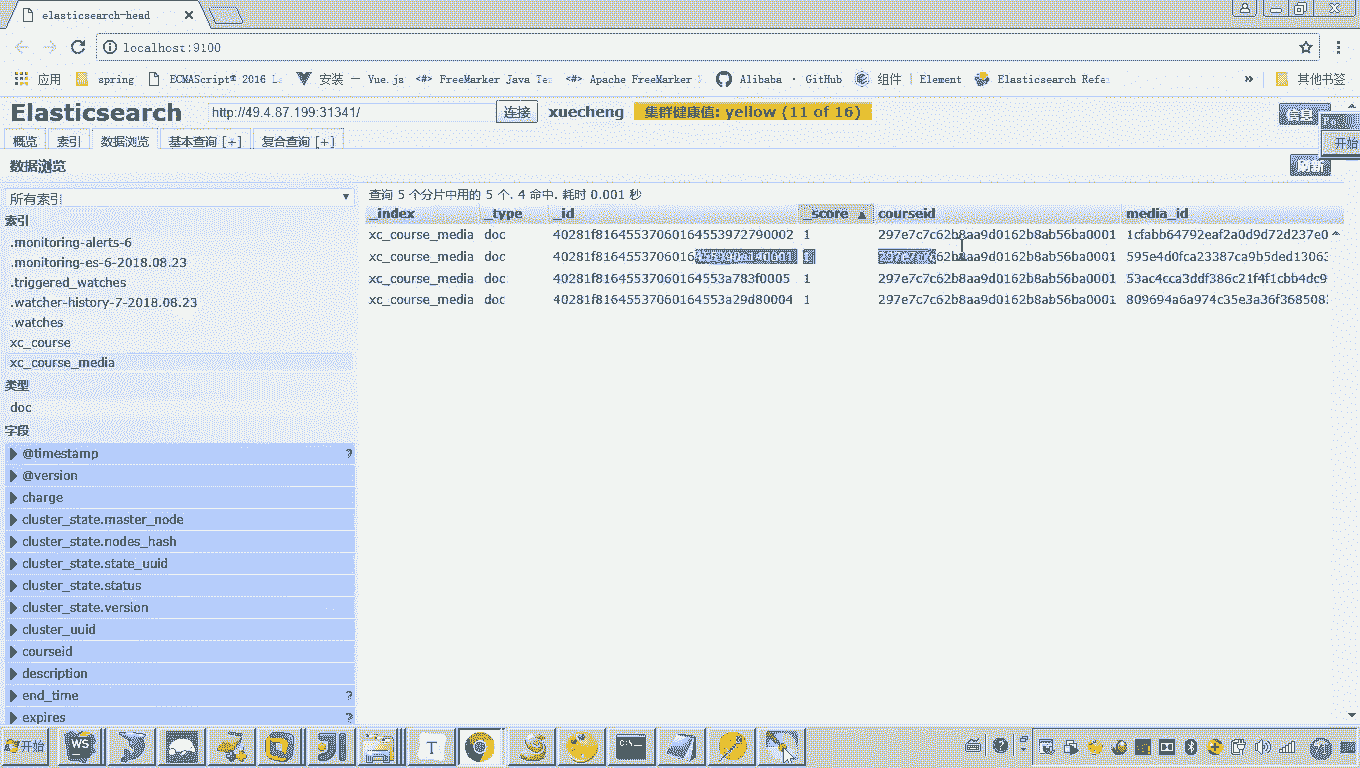 elasticsearch-head
localhost:9100
应用 spring ECMAScript® 2016 La 安装 — Vue.js <#> FreeMarker Java Te <#> Apache FreeMarker Alibaba · GitHub 组件 | Element Elasticsearch Refe » 其他书签
Elasticsearch http://49.4.87.199:31341/ 连接 xuecheng 集群健康值: yellow (11 of 16) 信息
开始
概览 索引 数据浏览 基本查询 [+] 复合查询 [+]
数据浏览 刷新
所有索引
查询 5 个分片中用的 5 个. 4 命中. 耗时 0.001 秒
索引
_index _type _id _score ▲ courseid media_id
xc_course_media doc 40281f81645537060164553972790002 1 297e7c7c62b8aa9d0162b8ab56ba0001 1cfabb64792eaf2a0d9d72d237e0
xc_course_media doc 297e7c7c62b8aa9d0162b8ab56ba0001 595e4d0fca23387ca9b5ded13063
xc_course_media doc 40281f81645537060164553a783f0005 1 297e7c7c62b8aa9d0162b8ab56ba0001 53ac4cca3ddf386c21f4f1cbb4dc9
xc_course_media doc 40281f81645537060164553a29d80004 1 297e7c7c62b8aa9d0162b8ab56ba0001 809694a6a974c35e3a36f3685083
.monitoring-alerts-6
.monitoring-es-6-2018.08.23
.triggered_watches
.watcher-history-7-2018.08.23
.watches
xc_course
xc_course_media
类型
doc
字段
@timestamp ?
@version
charge
cluster_state.master_node
cluster_state.nodes_hash
cluster_state.state_uuid
cluster_state.status
cluster_state.version
cluster_uuid
courseid
description
end_time ?
expires ?
开始 WS T